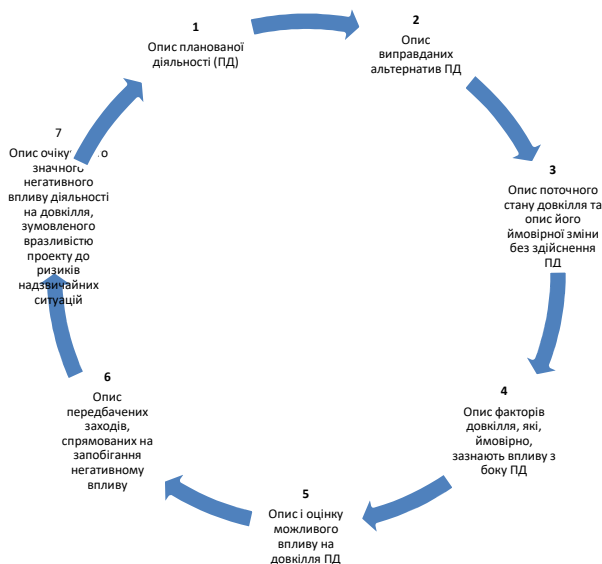 1
Опис планованої
діяльності (ПД)
2
Опис
виправданих
альтернатив ПД
3
Опис поточного
стану довкілля та
опис його
ймовірної зміни
без здійснення
ПД
4
Опис факторів
довкілля, які,
ймовірно,
зазнають впливу з
боку ПД
5
Опис і оцінку
можливого
впливу на
довкілля ПД
6
Опис
передбачених
заходів,
спрямованих на
запобігання
негативному
впливу
7
Опис
значного
негативного
впливу діяльності
на довкілля,
зумовленого
вразливістю
проекту до
ризиків
надзвичайних
ситуацій